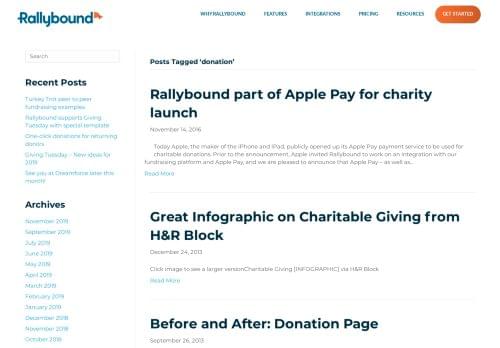 Rallybound
WHY RALLYBOUND
FEATURES
INTEGRATIONS
PRICING
RESOURCES
GET STARTED
Search
Recent Posts
Turkey Trot peer to peer
fundraising examples
Rallybound supports Giving
Tuesday with special template
One-click donations for returning
donors
Giving Tuesday – New ideas for
2019
See you at Dreamforce later this
month!
Archives
November 2019
September 2019
July 2019
June 2019
May 2019
April 2019
March 2019
February 2019
January 2019
December 2018
November 2018
October 2018
Posts Tagged ‘donation’
Rallybound part of Apple Pay for charity
launch
November 14, 2016
Today Apple, the maker of the iPhone and iPad, publicly opened up its Apple Pay payment service to be used for
charitable donations. Prior to the announcement, Apple invited Rallybound to work on an integration with our
fundraising platform and Apple Pay, and we are pleased to announce that Apple Pay – as well as...
Read More
Great Infographic on Charitable Giving from
H&R Block
December 24, 2013
Click image to see a larger versionCharitable Giving [INFOGRAPHIC] via H&R Block
Read More
Before and After: Donation Page
September 26, 2013